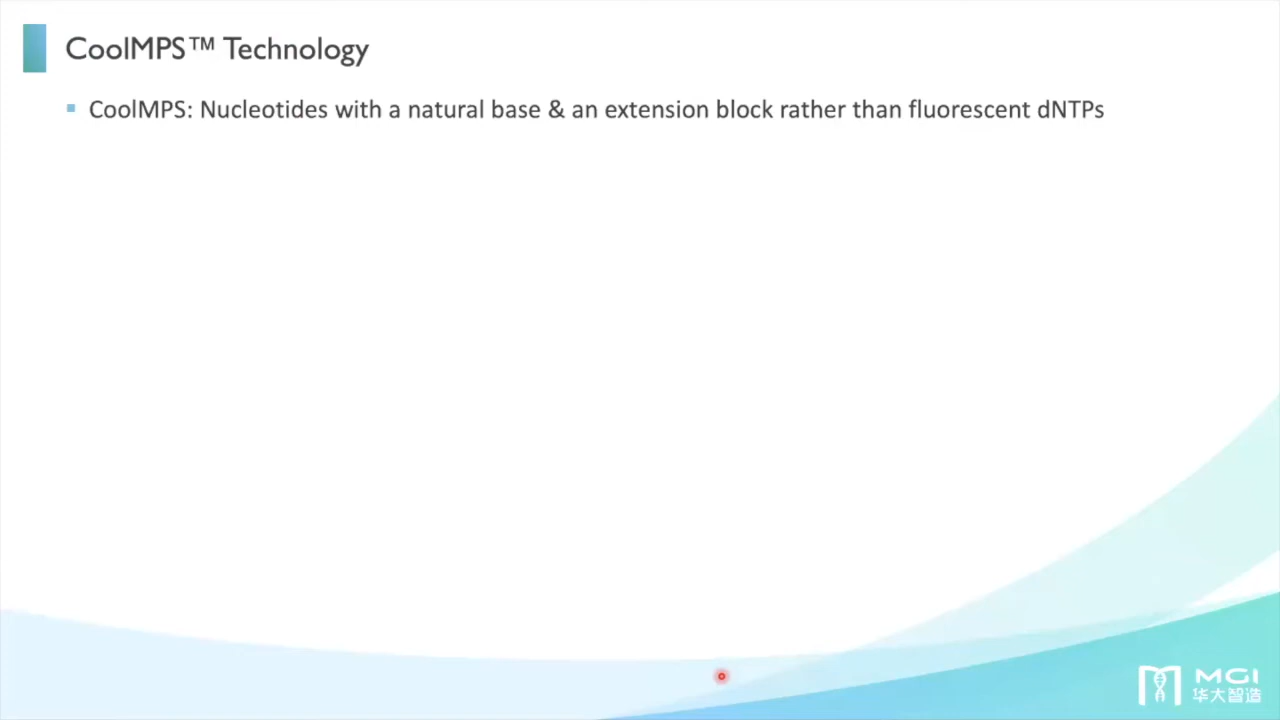 CoolMPS™ Technology
CoolMPS: Nucleotides with a natural base & an extension block rather than fluorescent dNTPs
MGI
华大智造